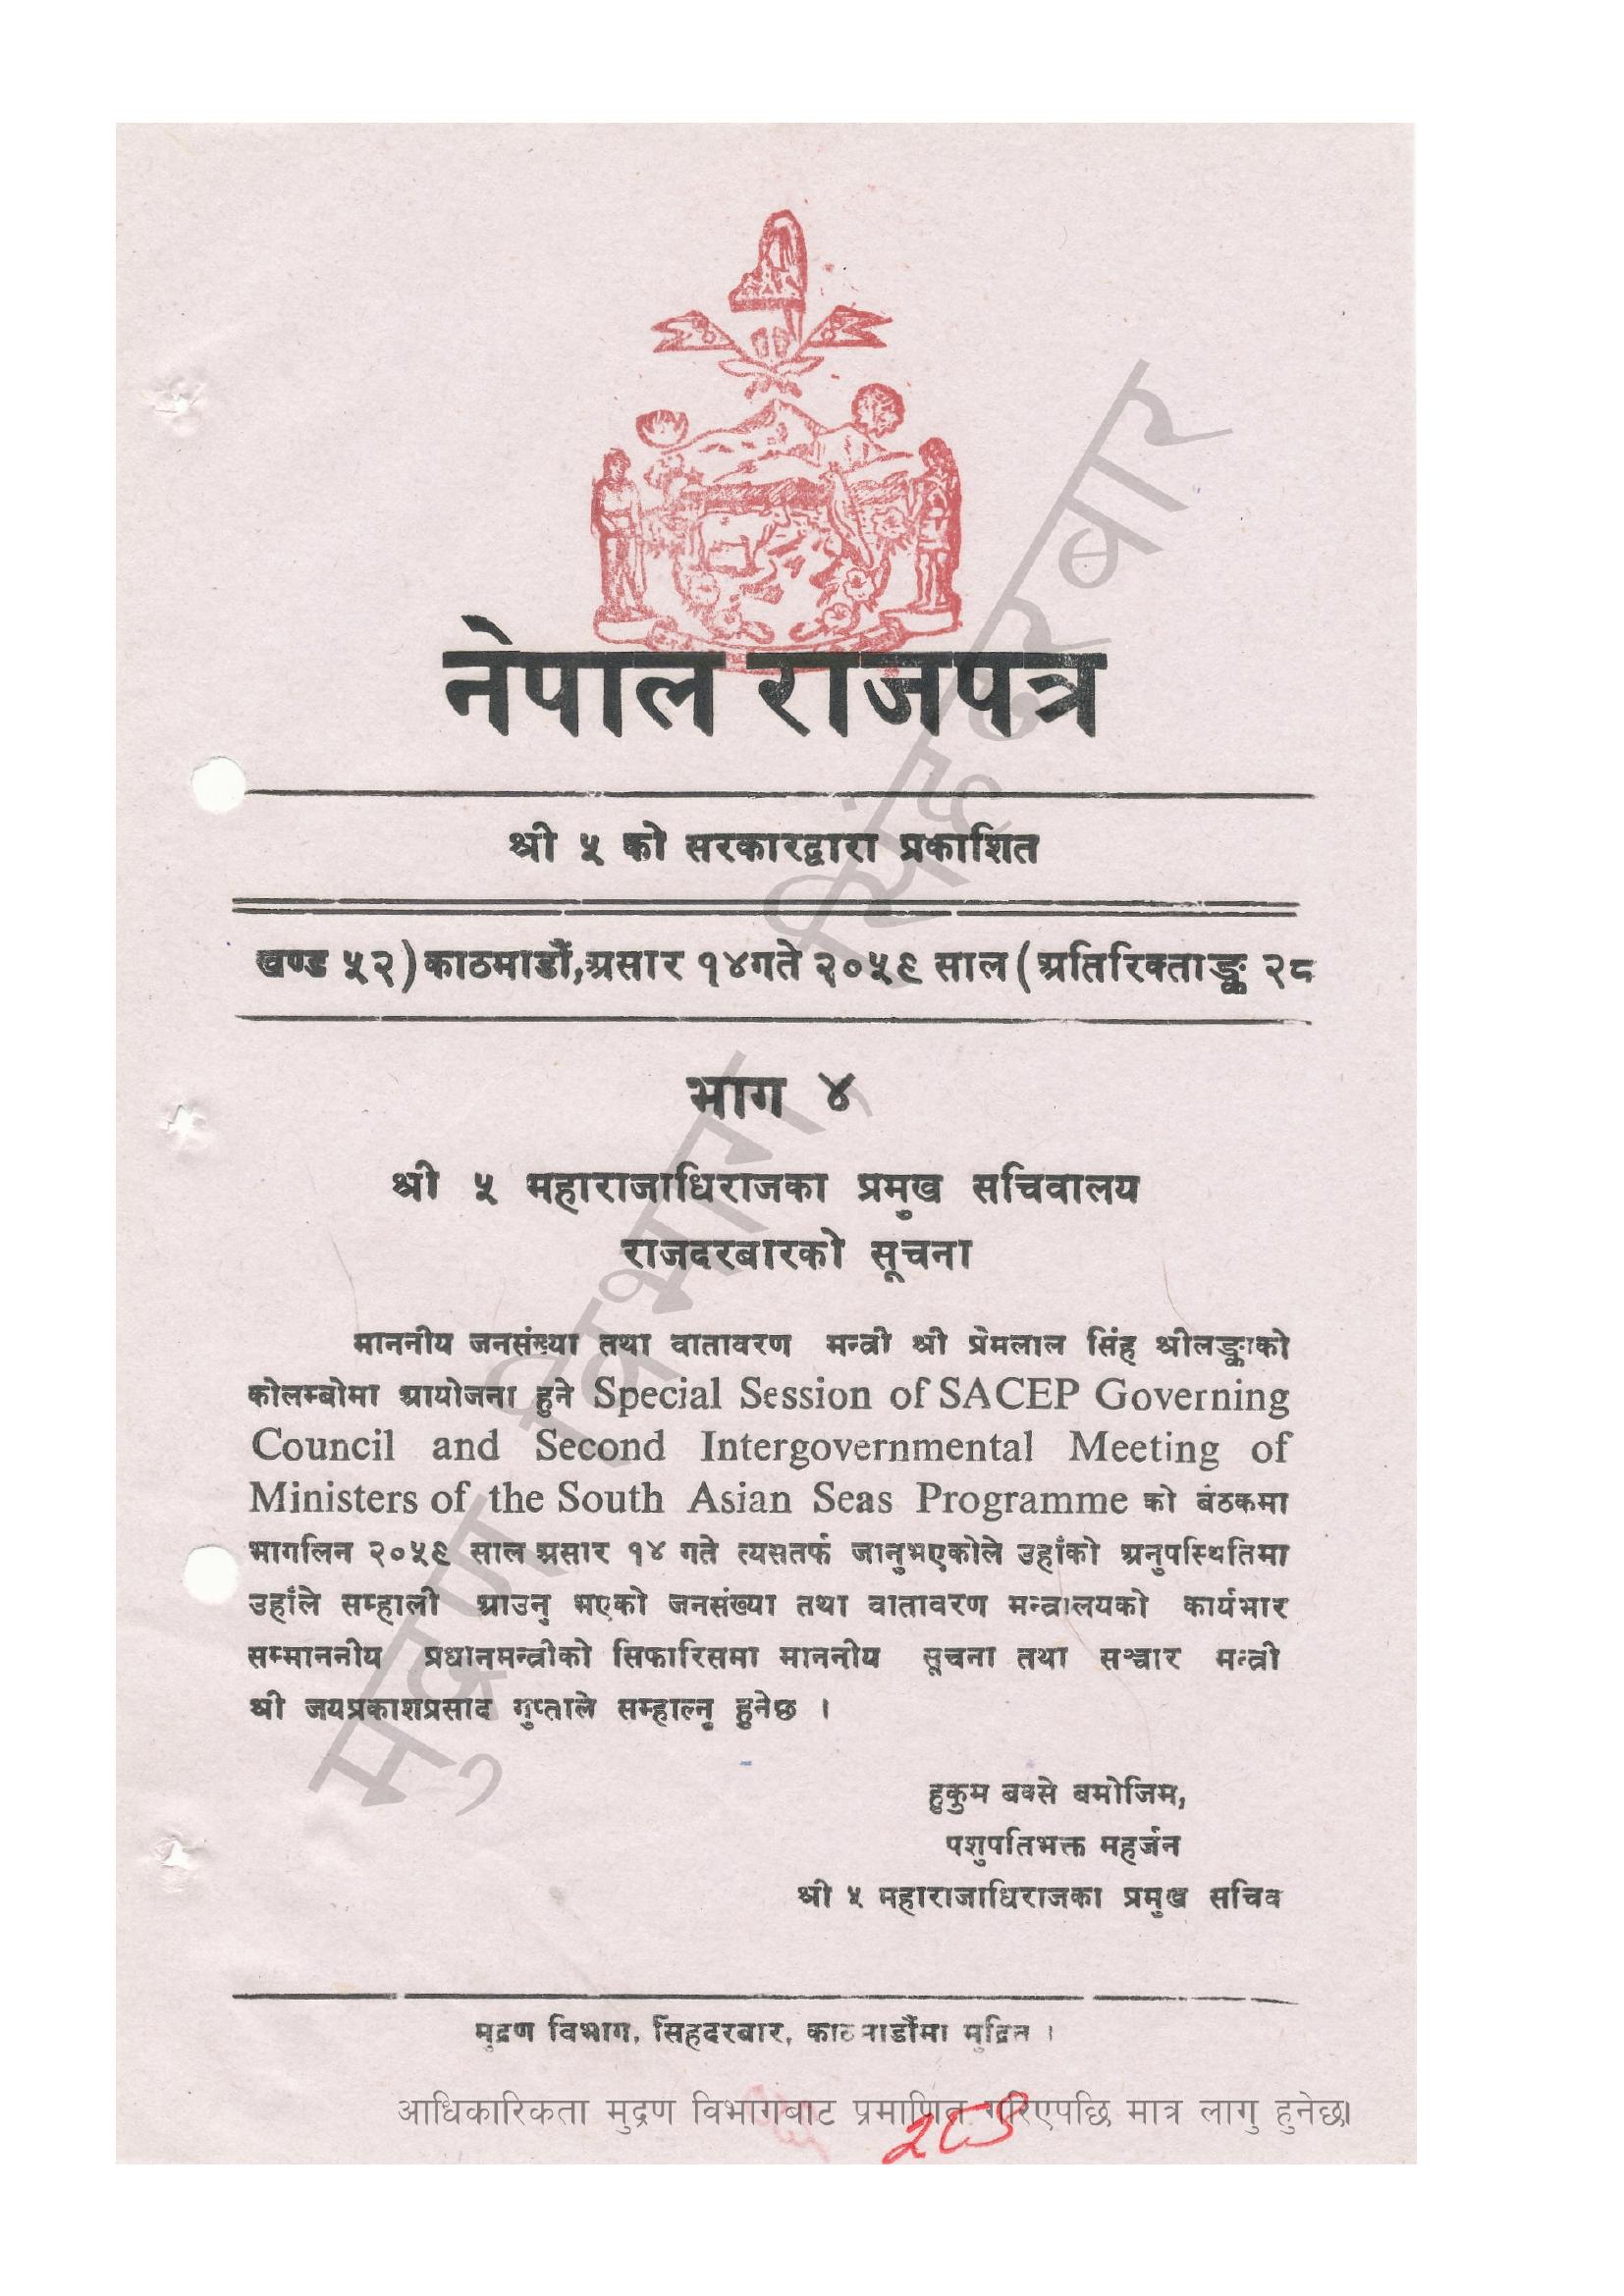 नेपाल राजपत्र
श्री ५ को सरकारद्वारा प्रकाशित
खण्ड ५२) काठमाडौं, असार १४ गते २०५९ साल (अतिरिक्ताङ्क २८
भाग ४
श्री ५ महाराजाधिराजका प्रमुख सचिवालय
राजदरबारको सूचना
माननीय जनसंख्या तथा वातावरण मन्त्री श्री प्रेमलाल सिंह श्रीलङ्काको
कोलम्बोमा आयोजना हुने Special Session of SACEP Governing
Council and Second Intergovernmental Meeting of
Ministers of the South Asian Seas Programme को बैठकमा
भागलिन २०५९ साल असार १४ गते त्यसतर्फ जानुभएकोले उहाँको अनुपस्थितिमा
उहाँले सम्हाली आउनु भएको जनसंख्या तथा वातावरण मन्त्रालयको कार्यभार
सम्माननीय प्रधानमन्त्रीको सिफारिसमा माननीय सूचना तथा सञ्चार मन्त्री
श्री जयप्रकाशप्रसाद गुप्ताले सम्हाल्नु हुनेछ ।
हुकुम बक्से बमोजिम,
पशुपतिभक्त महर्जन
श्री ५ महाराजाधिराजका प्रमुख सचिव
मुद्रण विभाग, सिंहदरबार, काठमाडौंमा मुद्रित ।
आधिकारिकता मुद्रण विभागबाट प्रमाणित गरिएपछि मात्र लागु हुनेछ।
मुद्रण विभाग, सिंहदरबार